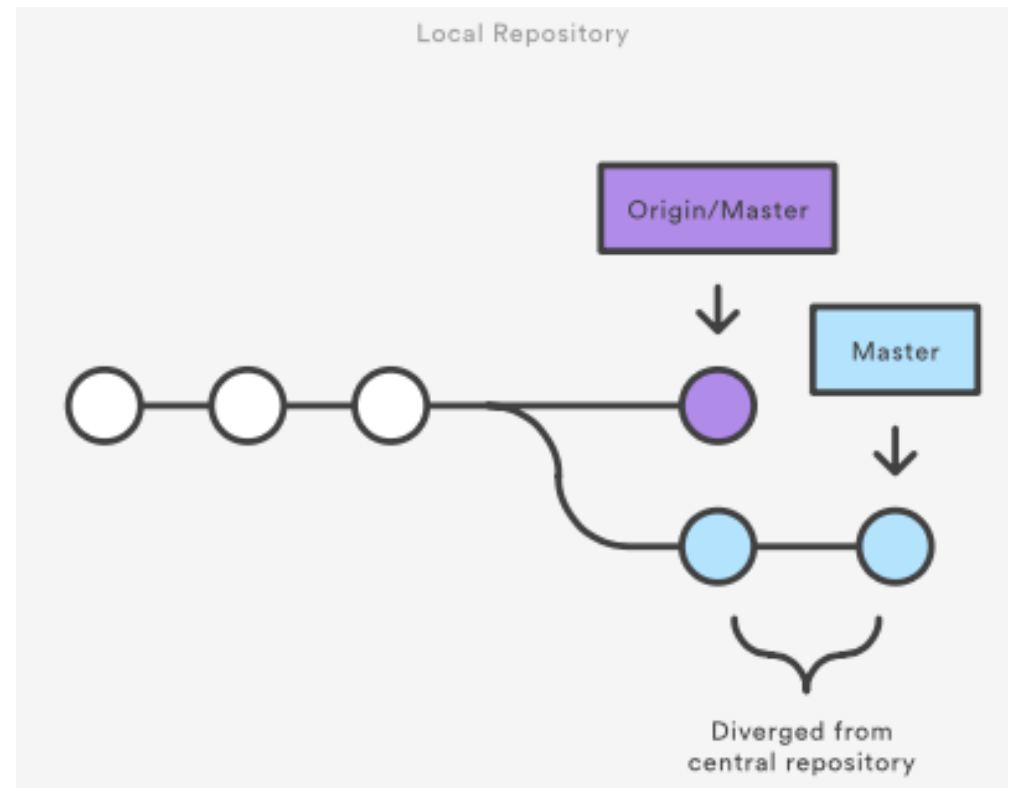 Local Repository
Origin/Master
Master
Diverged from
central repository